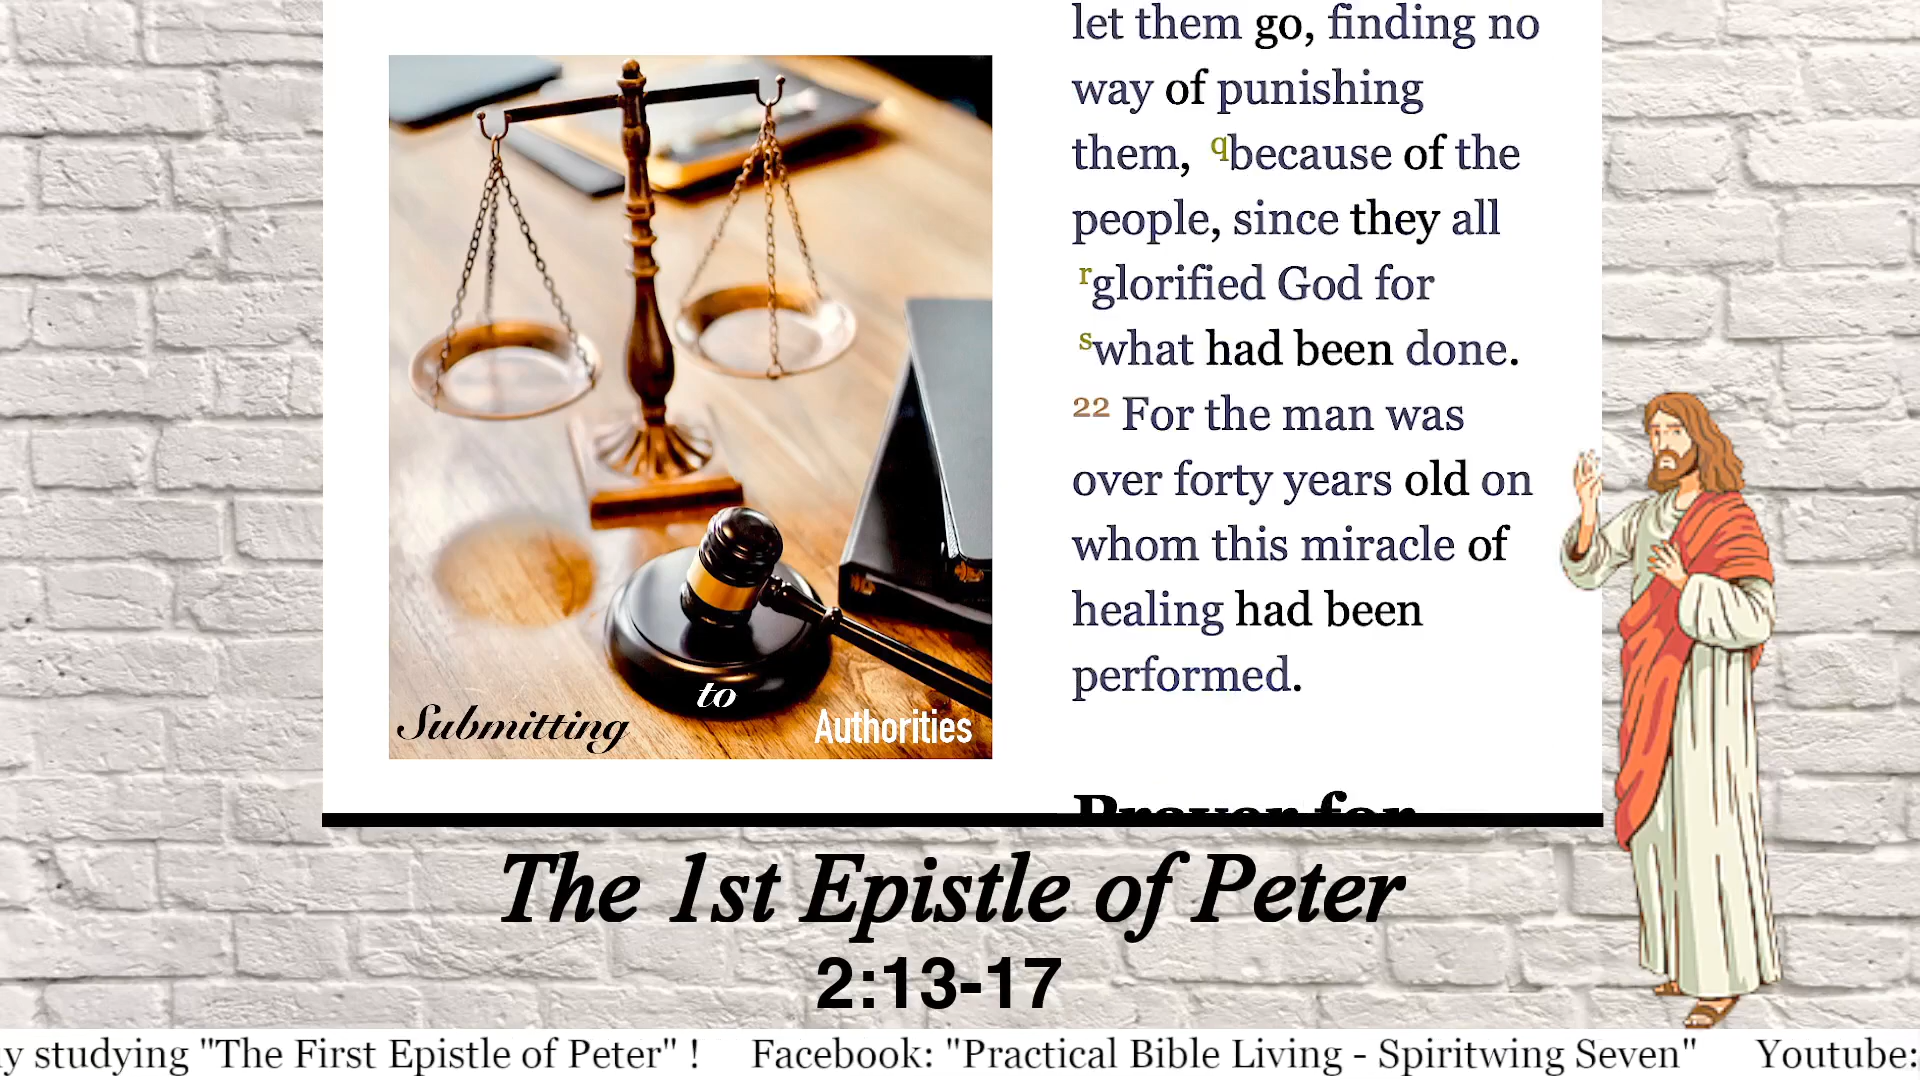 let them go, finding no
way of punishing
them, qbecause of the
people, since they all
rglorified God for
swhat had been done.
22 For the man was
over forty years old on
whom this miracle of
healing had been
performed.
Prayer for
Submitting to Authorities
The 1st Epistle of Peter
2:13-17
y studying "The First Epistle of Peter" ! Facebook: "Practical Bible Living - Spiritwing Seven" Youtube: